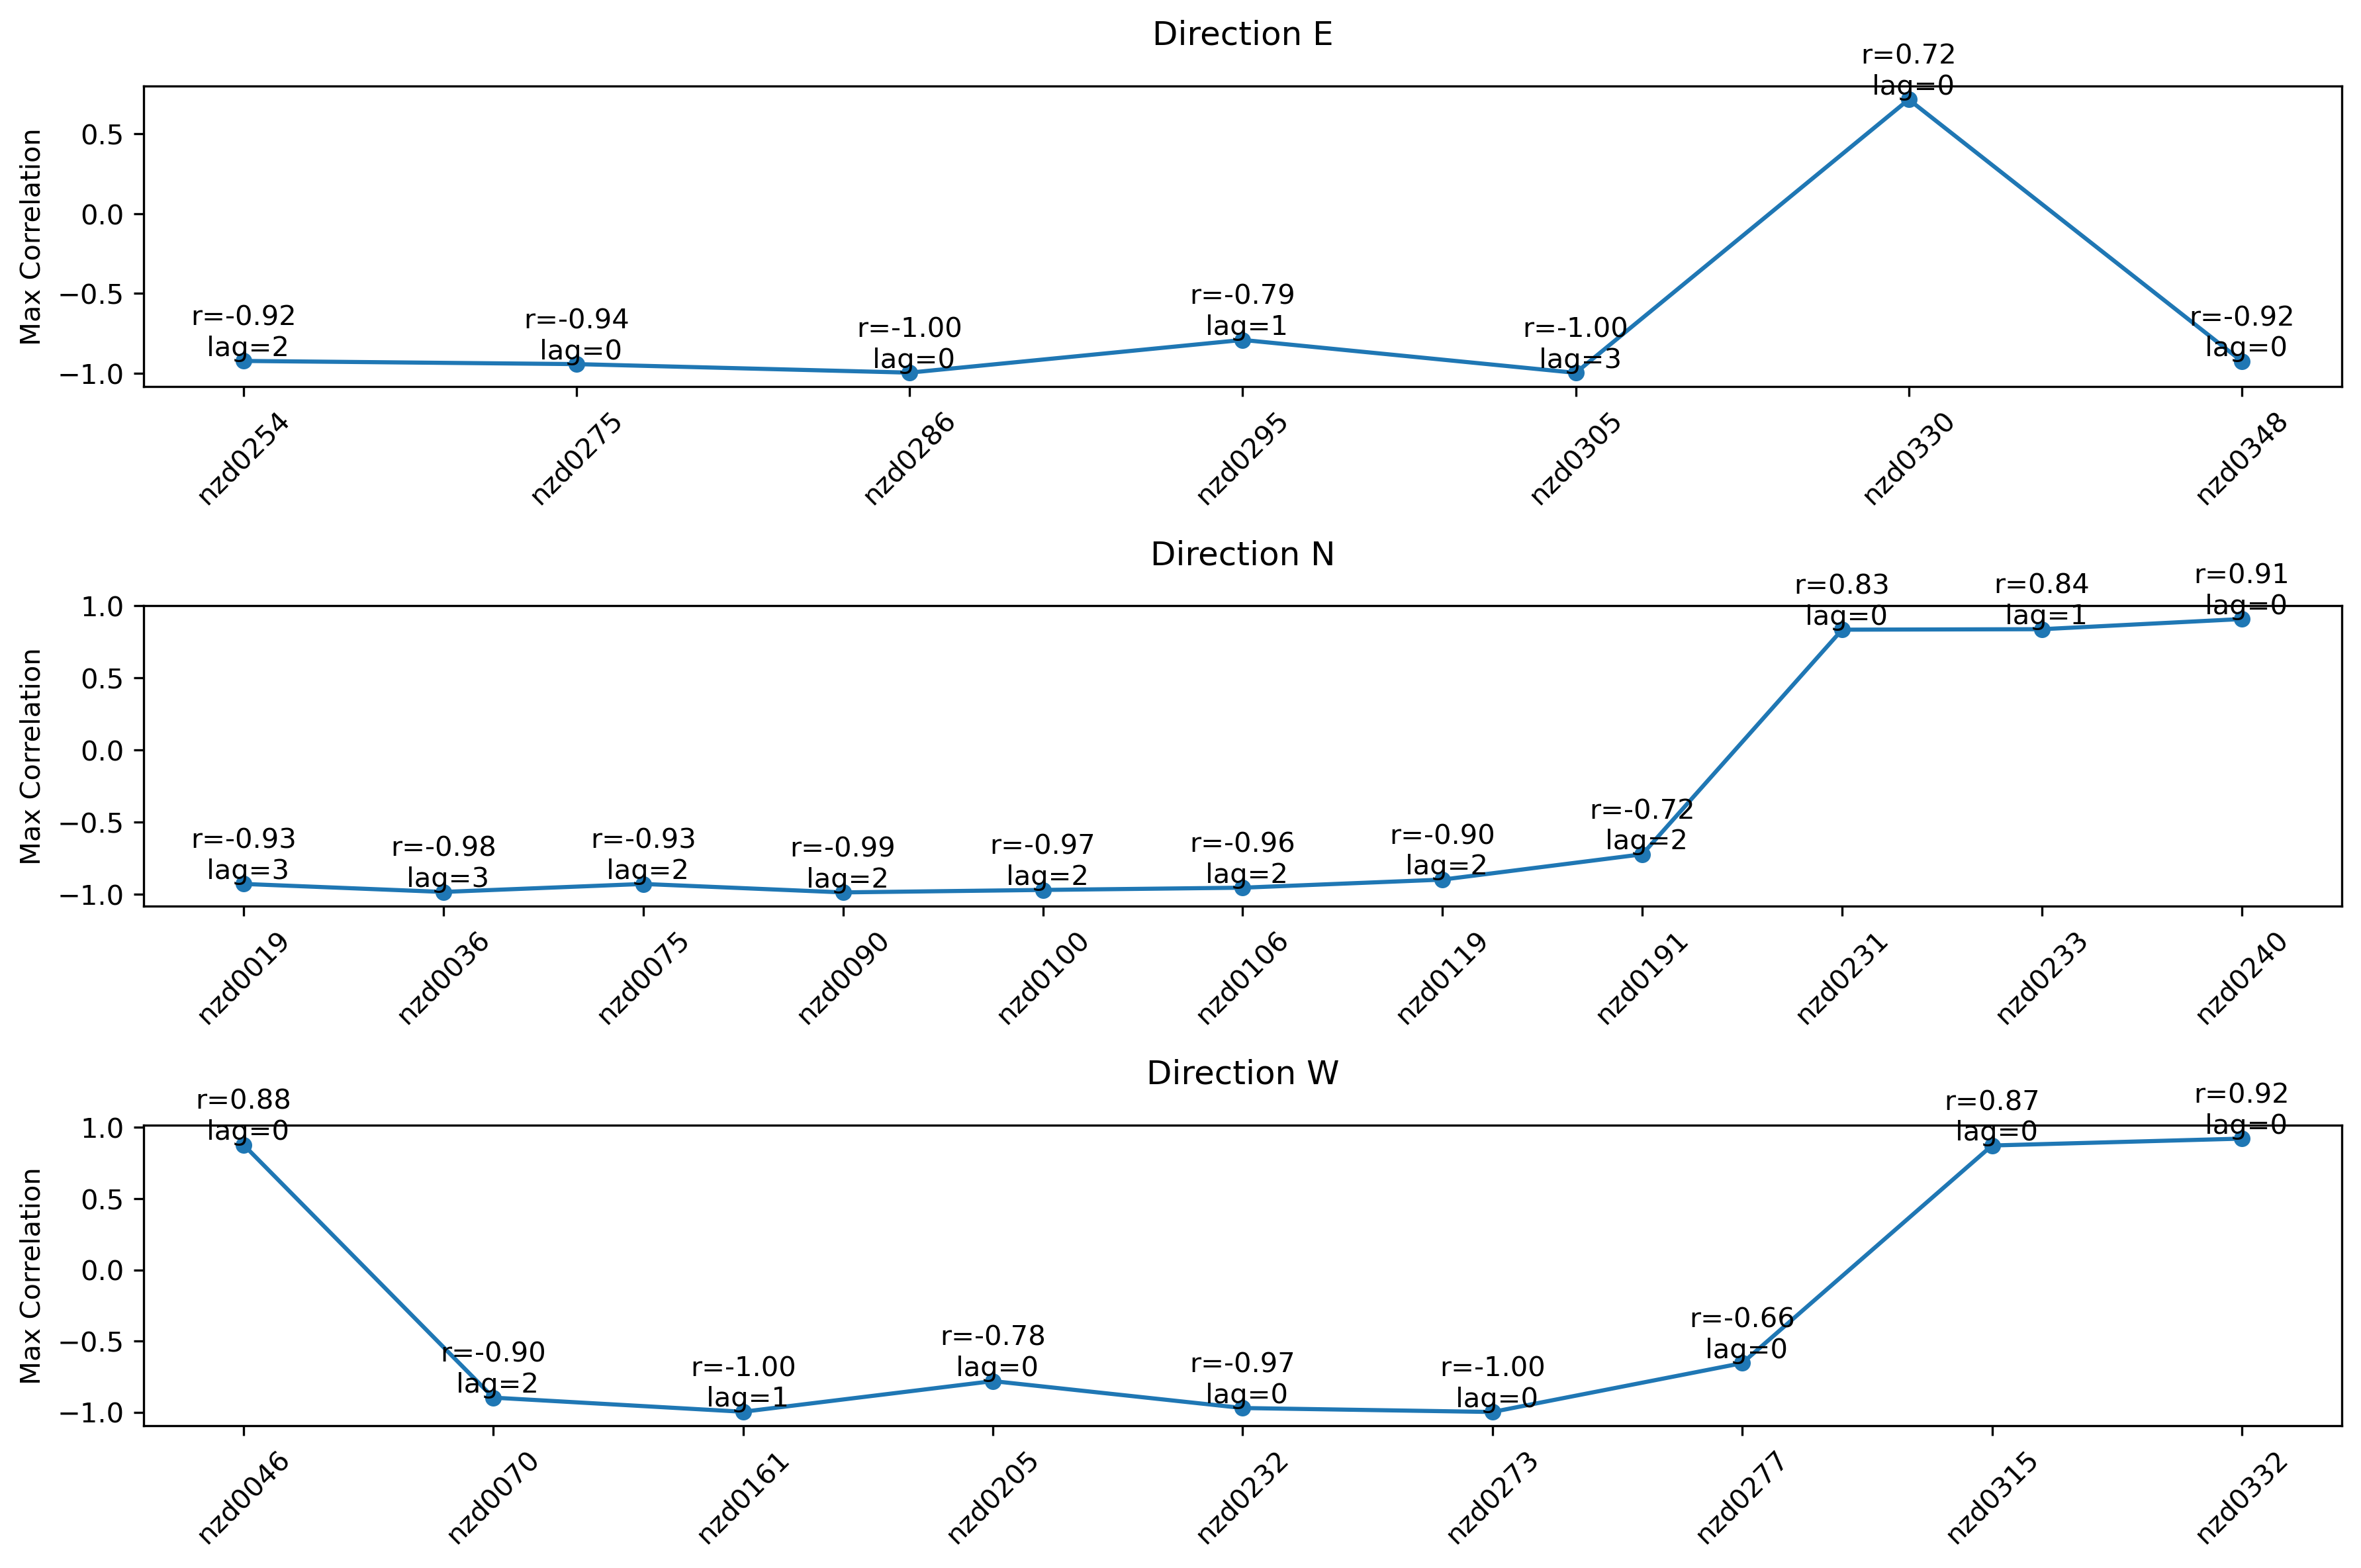 Direction E
Max Correlation
0.5
0.0
−0.5
−1.0
r=-0.92
lag=2
r=-0.94
lag=0
r=-1.00
lag=0
r=-0.79
lag=1
r=-1.00
lag=3
r=0.72
lag=0
r=-0.92
lag=0
nzd0254
nzd0275
nzd0286
nzd0295
nzd0305
nzd0330
nzd0348
Direction N
Max Correlation
1.0
0.5
0.0
−0.5
−1.0
r=-0.93
lag=3
r=-0.98
lag=3
r=-0.93
lag=2
r=-0.99
lag=2
r=-0.97
lag=2
r=-0.96
lag=2
r=-0.90
lag=2
r=-0.72
lag=2
r=0.83
lag=0
r=0.84
lag=1
r=0.91
lag=0
nzd0019
nzd0036
nzd0075
nzd0090
nzd0100
nzd0106
nzd0119
nzd0191
nzd0231
nzd0233
nzd0240
Direction W
Max Correlation
1.0
0.5
0.0
−0.5
−1.0
r=0.88
lag=0
r=-0.90
lag=2
r=-1.00
lag=1
r=-0.78
lag=0
r=-0.97
lag=0
r=-1.00
lag=0
r=-0.66
lag=0
r=0.87
lag=0
r=0.92
lag=0
nzd0046
nzd0070
nzd0161
nzd0205
nzd0232
nzd0273
nzd0277
nzd0315
nzd0332